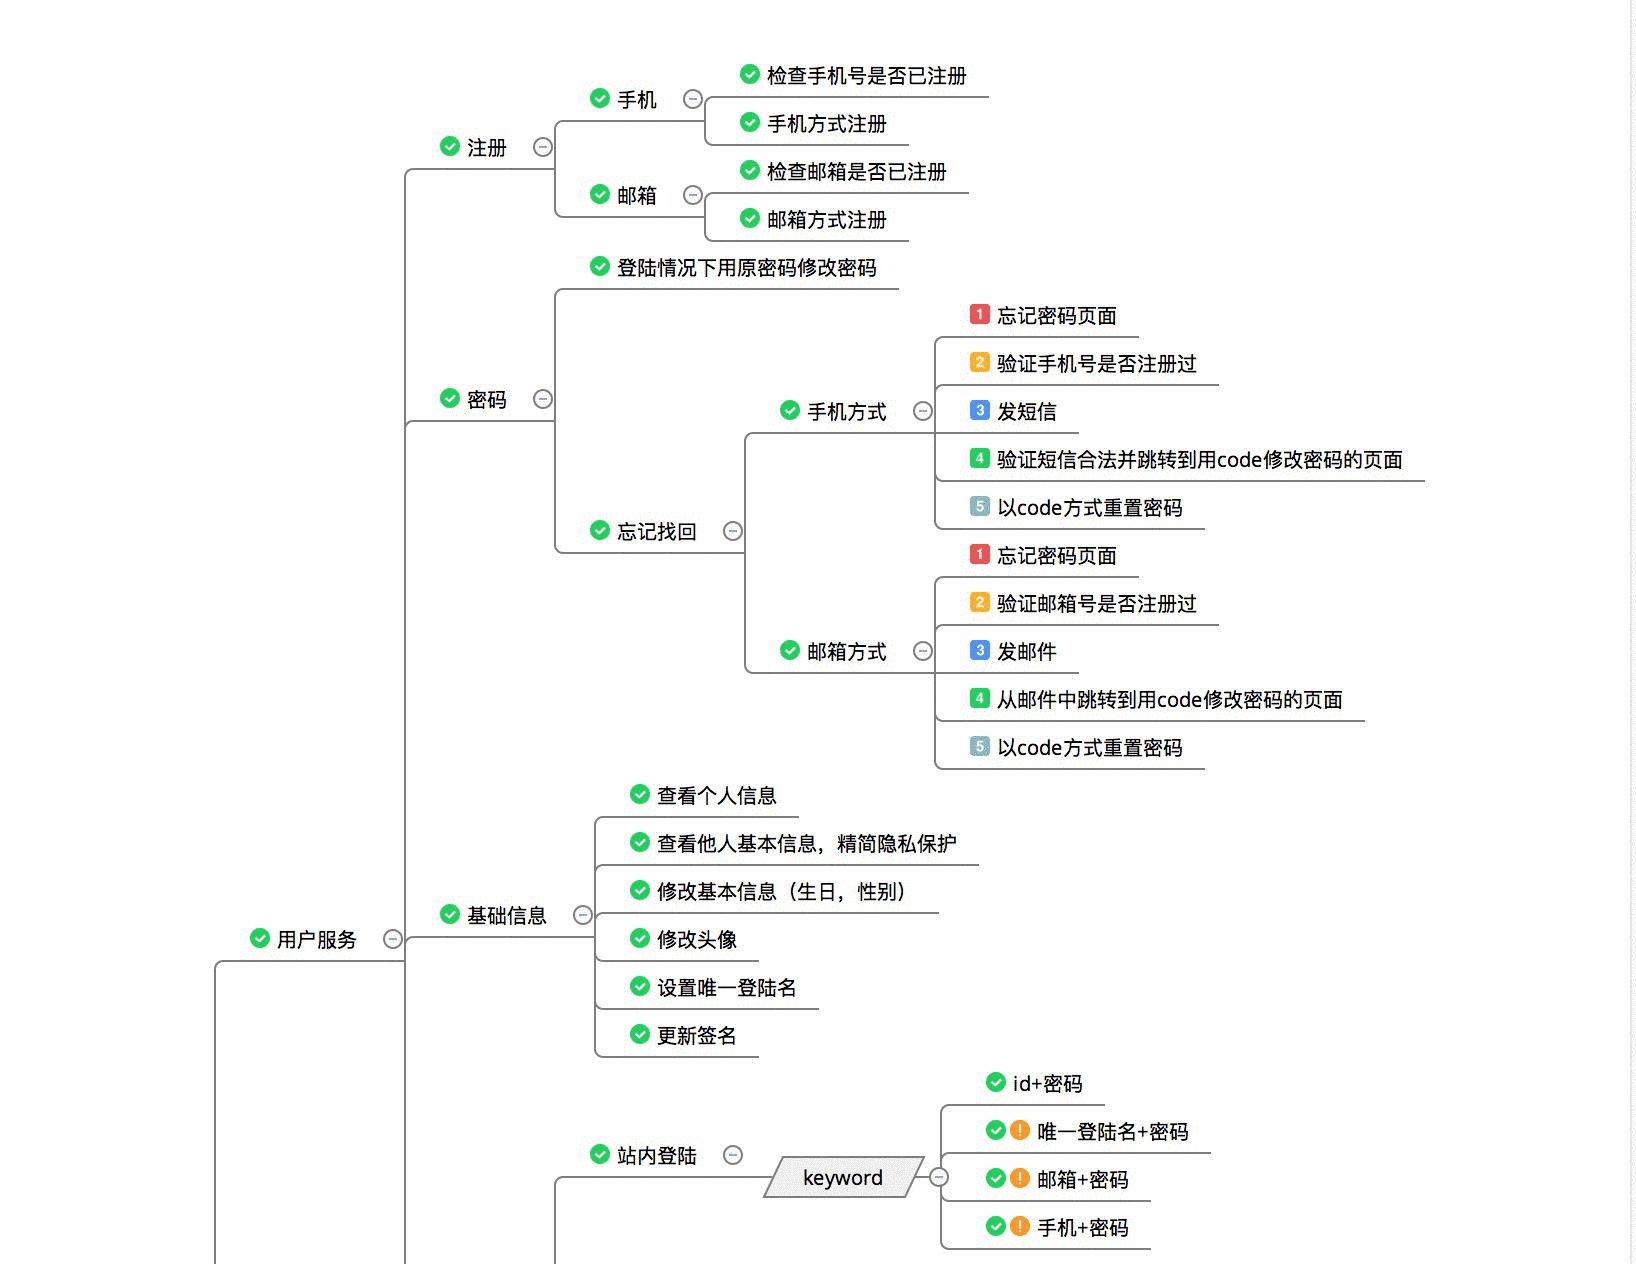 检查手机号是否已注册
手机
手机方式注册
注册
检查邮箱是否已注册
邮箱
邮箱方式注册
登陆情况下用原密码修改密码
1 忘记密码页面
2 验证手机号是否注册过
密码
手机方式
3 发短信
4 验证短信合法并跳转到用code修改密码的页面
5 以code方式重置密码
忘记找回
1 忘记密码页面
2 验证邮箱号是否注册过
邮箱方式
3 发邮件
4 从邮件中跳转到用code修改密码的页面
5 以code方式重置密码
查看个人信息
查看他人基本信息，精简隐私保护
修改基本信息（生日，性别）
基础信息
用户服务
修改头像
设置唯一登陆名
更新签名
id+密码
! 唯一登陆名+密码
站内登陆
keyword
! 邮箱+密码
! 手机+密码